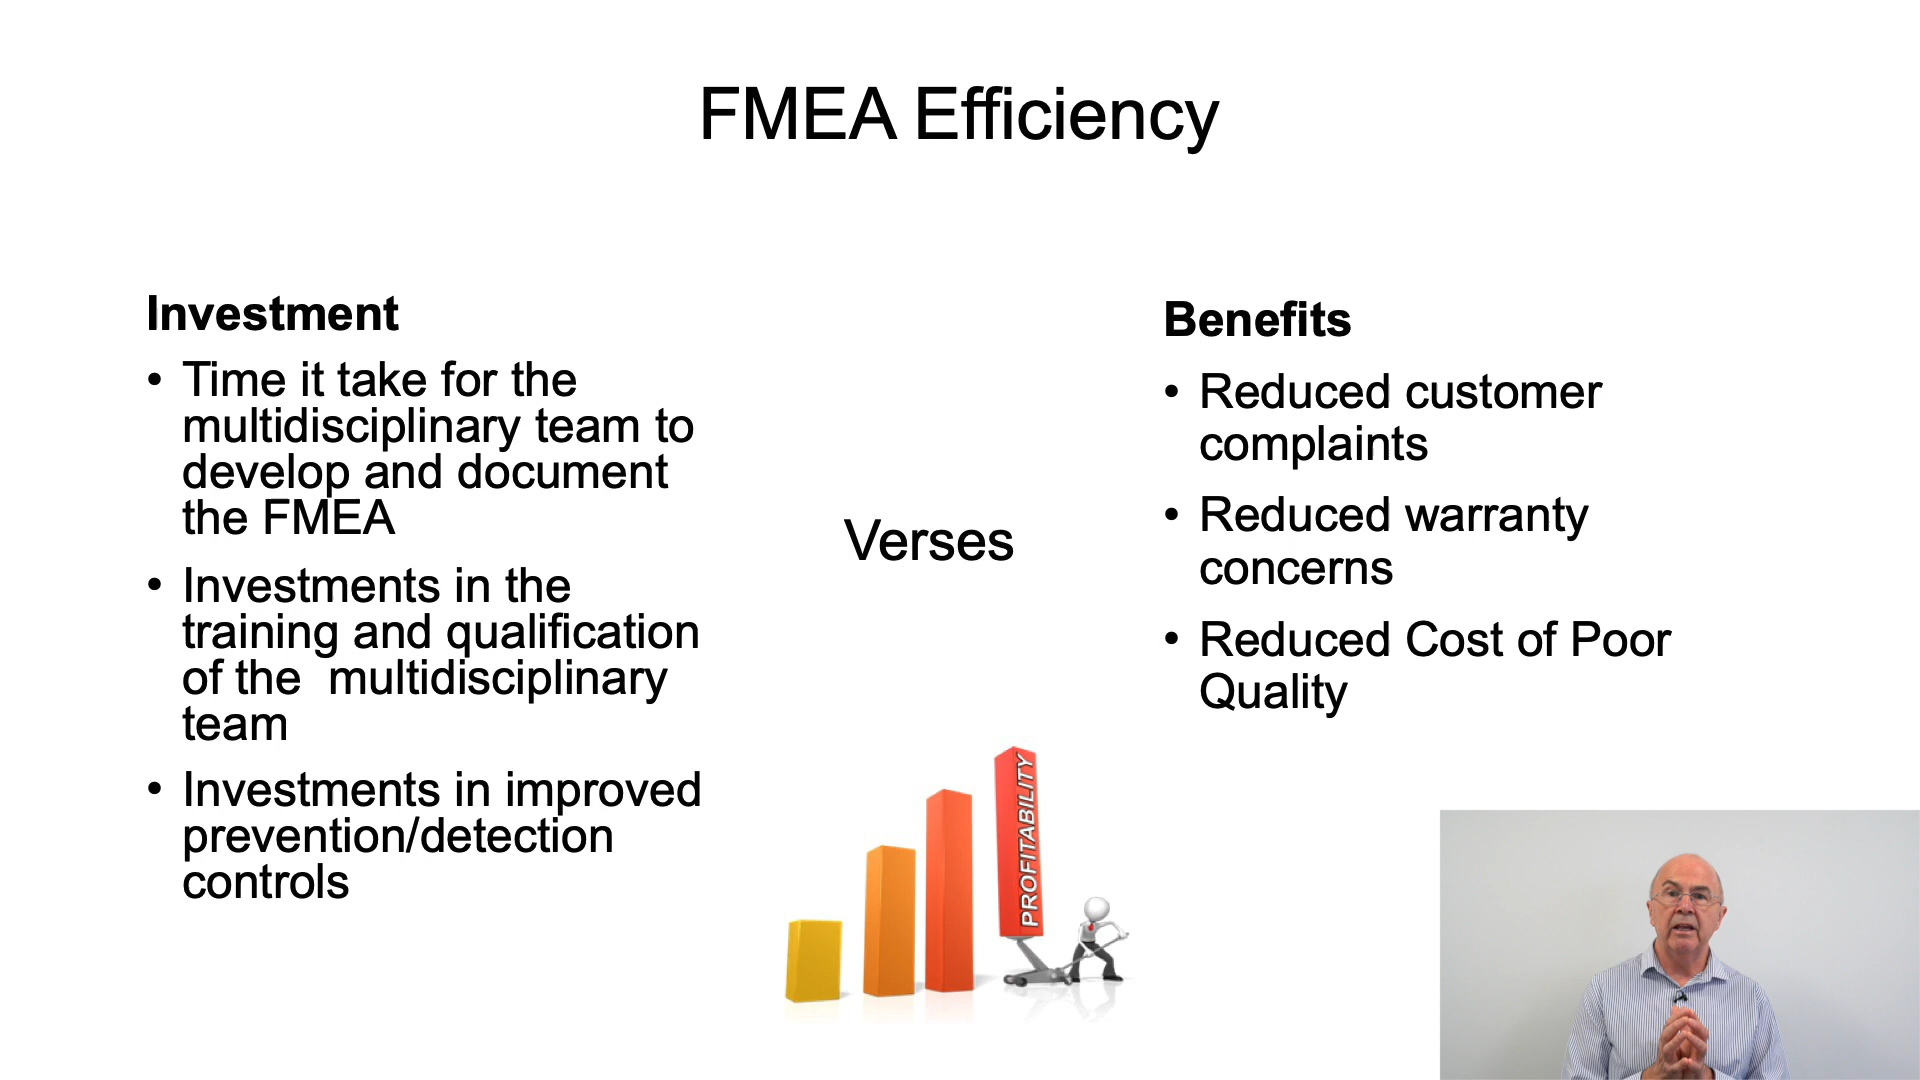 FMEA Efficiency
Investment
• Time it take for the
multidisciplinary team to
develop and document
the FMEA
• Investments in the
training and qualification
of the  multidisciplinary
team
• Investments in improved
prevention/detection
controls
Verses
PROFITABILITY
Benefits
• Reduced customer
complaints
• Reduced warranty
concerns
• Reduced Cost of Poor
Quality